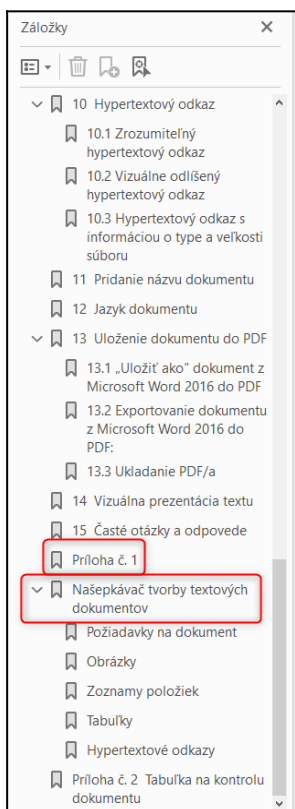 Záložky
10 Hypertextový odkaz
10.1 Zrozumiteľný
hypertextový odkaz
10.2 Vizuálne odlíšený
hypertextový odkaz
10.3 Hypertextový odkaz s
informáciou o type a veľkosti
súboru
11 Pridanie názvu dokumentu
12 Jazyk dokumentu
13 Uloženie dokumentu do PDF
13.1 „Uložiť ako" dokument z
Microsoft Word 2016 do PDF
13.2 Exportovanie dokumentu
z Microsoft Word 2016 do
PDF:
13.3 Ukladanie PDF/a
14 Vizuálna prezentácia textu
15 Časté otázky a odpovede
Príloha č. 1
Našepkávač tvorby textových
dokumentov
Požiadavky na dokument
Obrázky
Zoznamy položiek
Tabuľky
Hypertextové odkazy
Príloha č. 2 Tabuľka na kontrolu
dokumentu